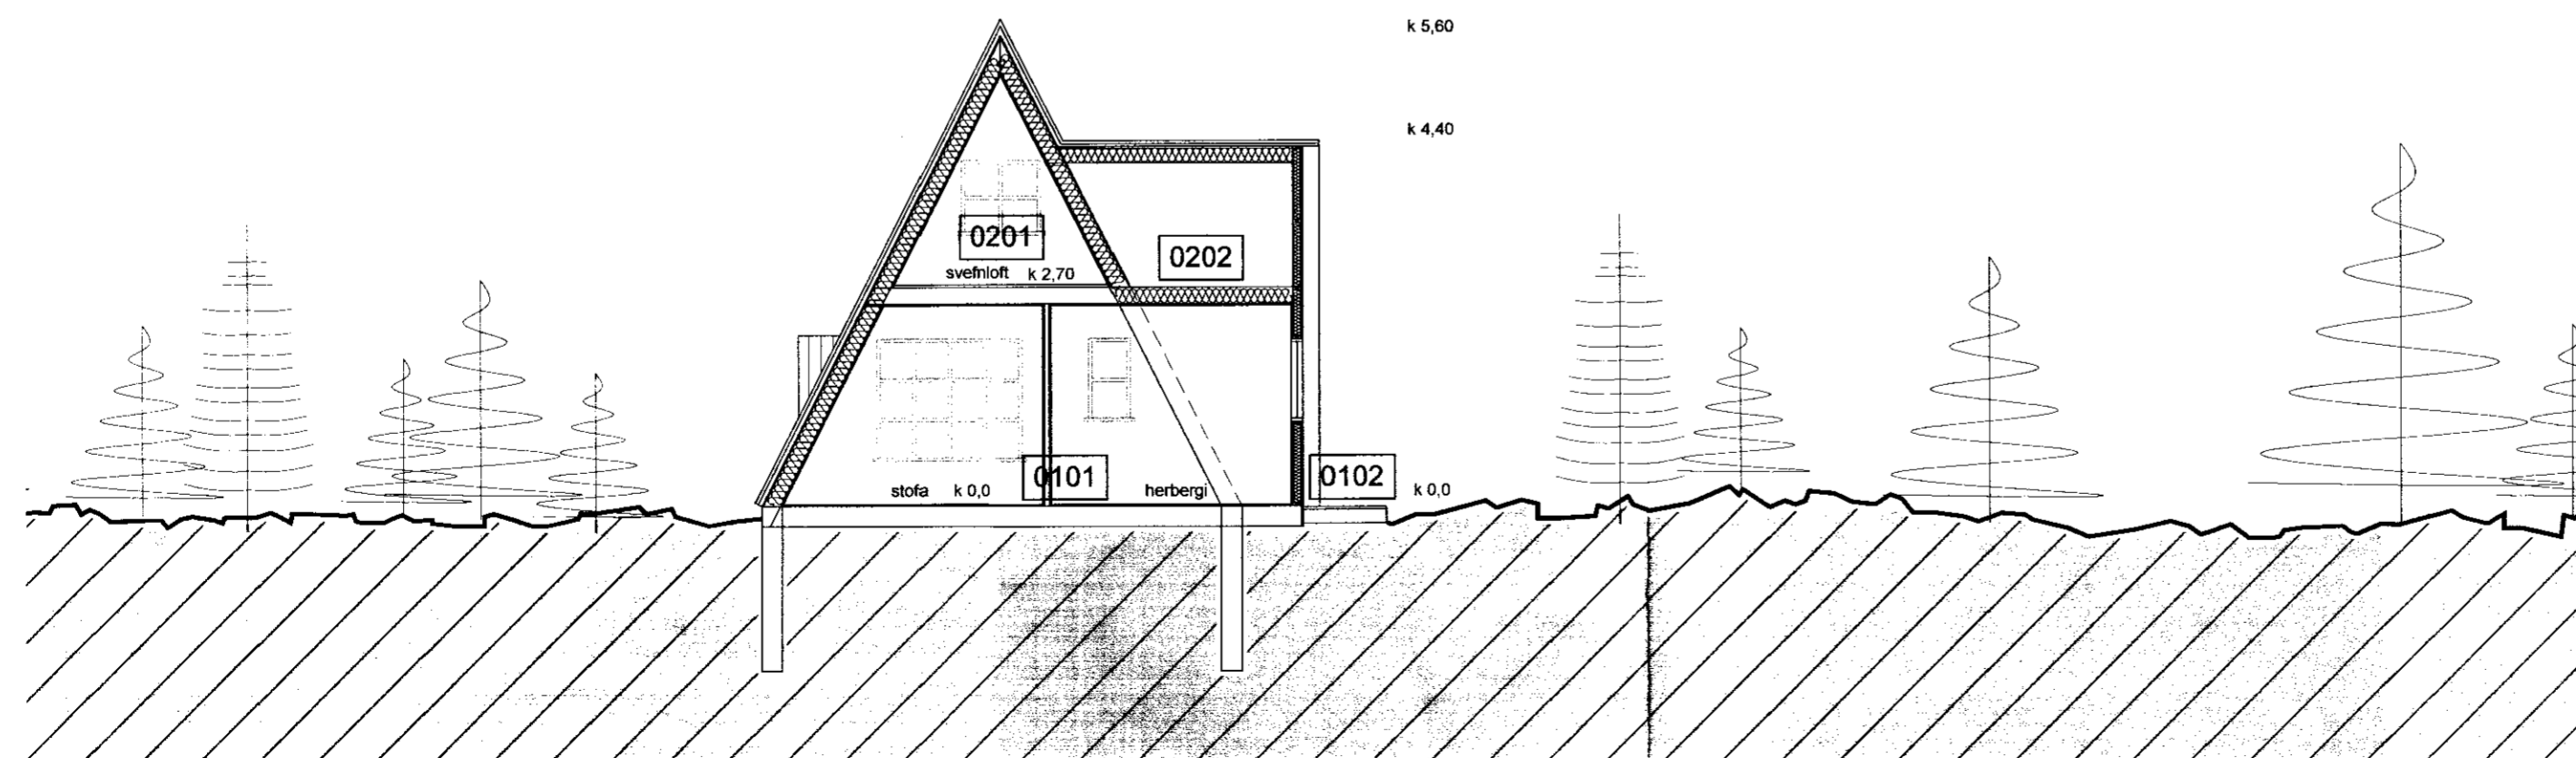 k 5,60
k 4,40
0201
0202
svefnloft k 2,70
0101
0102
stofa k 0,0
herbergi
k 0,0